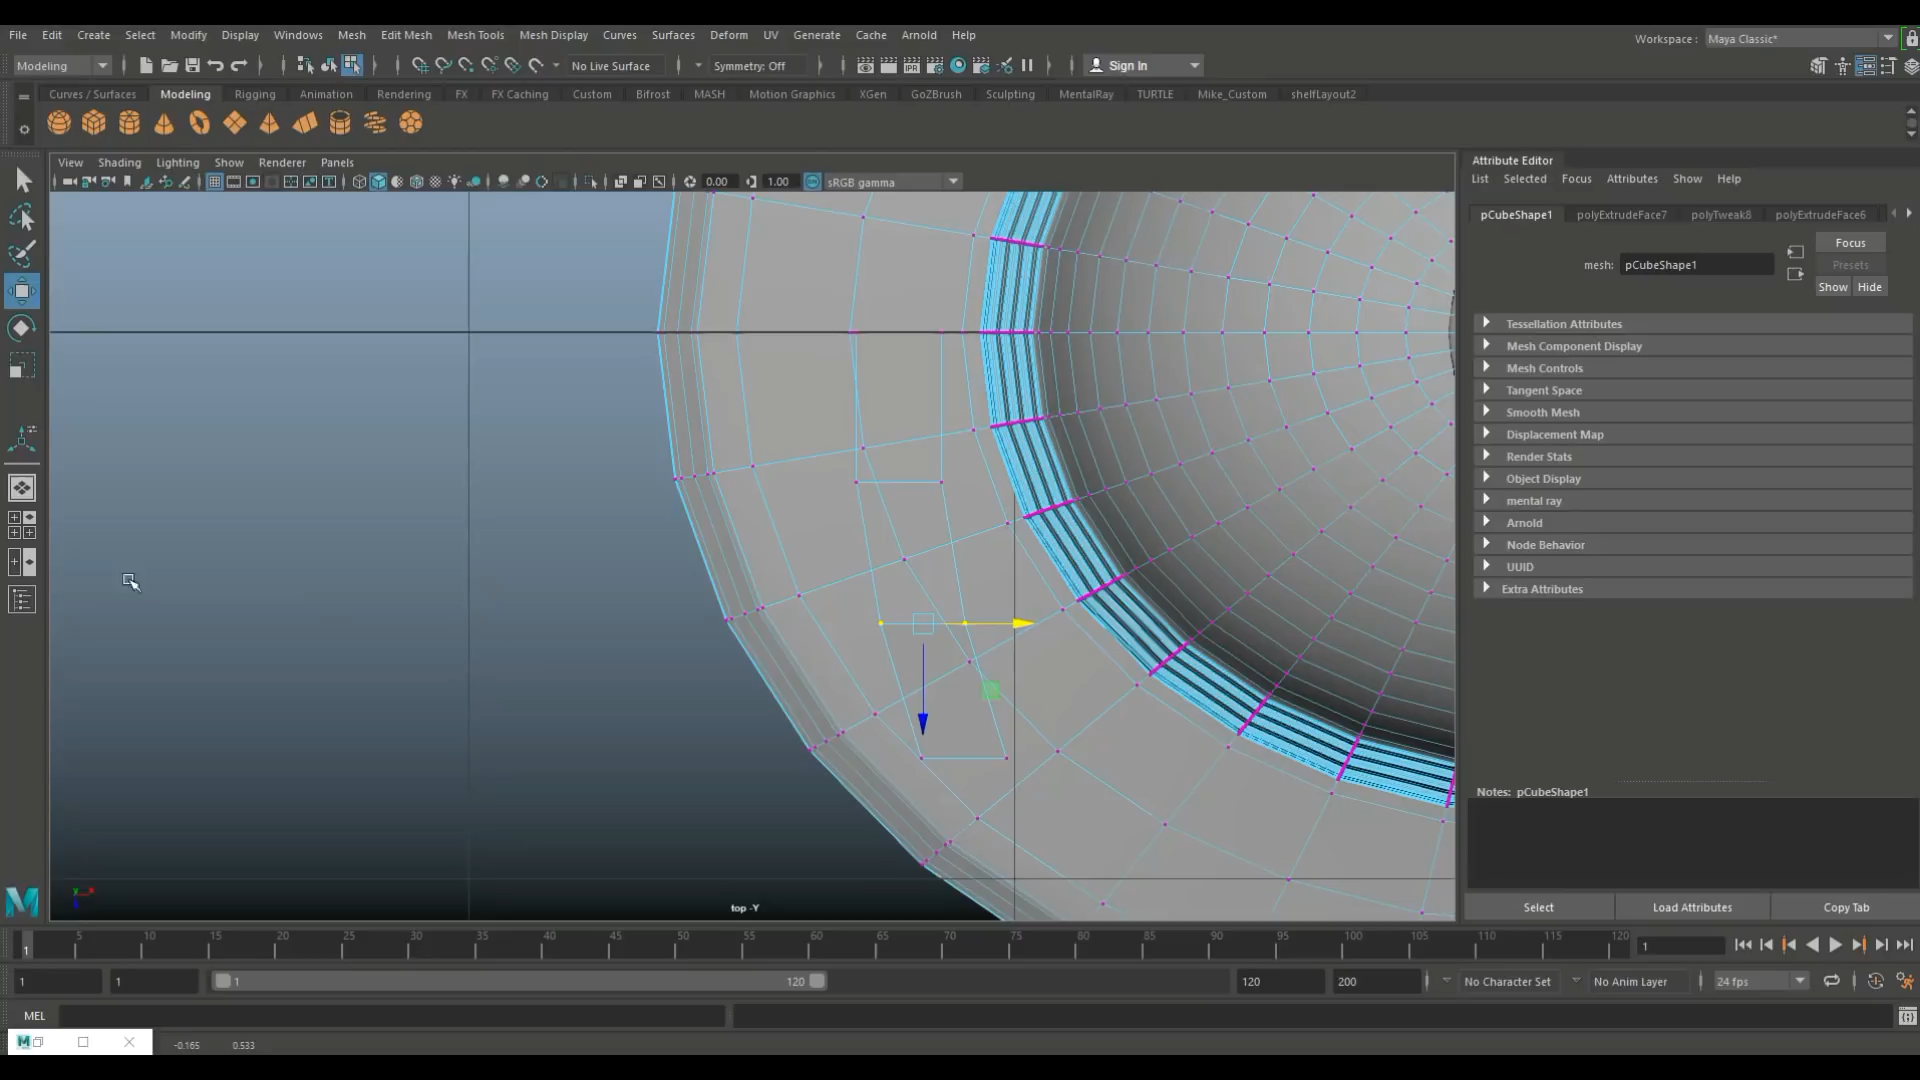 File Edit Create Select Modify Display Windows Mesh Edit Mesh Mesh Tools Mesh Display Curves Surfaces Deform UV Generate Cache Arnold Help
Workspace : Maya Classic*
Modeling No Live Surface Symmetry: Off Sign In
Curves / Surfaces Modeling Rigging Animation Rendering FX FX Caching Custom Bifrost MASH Motion Graphics XGen GoZBrush Sculpting MentalRay TURTLE Mike_Custom shelfLayout2
View Shading Lighting Show Renderer Panels
0.00 1.00 sRGB gamma
Attribute Editor
List Selected Focus Attributes Show Help
pCubeShape1 polyExtrudeFace7 polyTweak8 polyExtrudeFace6
Focus
mesh: pCubeShape1
Presets
Show Hide
Tessellation Attributes
Mesh Component Display
Mesh Controls
Tangent Space
Smooth Mesh
Displacement Map
Render Stats
Object Display
mental ray
Arnold
Node Behavior
UUID
Extra Attributes
Notes: pCubeShape1
Select Load Attributes Copy Tab
top -Y
1 5 10 15 20 25 30 35 40 45 50 55 60 65 70 75 80 85 90 95 100 105 110 115 120 1
1 1 1 120 120 200 No Character Set No Anim Layer 24 fps
MEL
-0.165 0.533